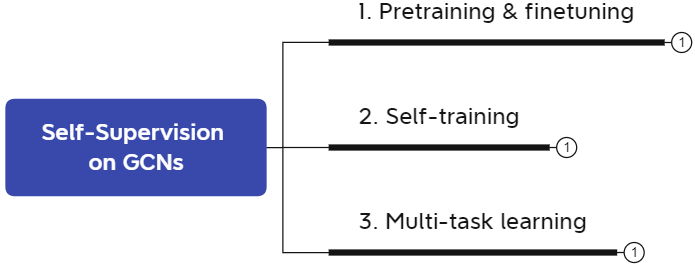 1. Pretraining & finetuning
1
Self-Supervision
on GCNs
2. Self-training
1
3. Multi-task learning
1